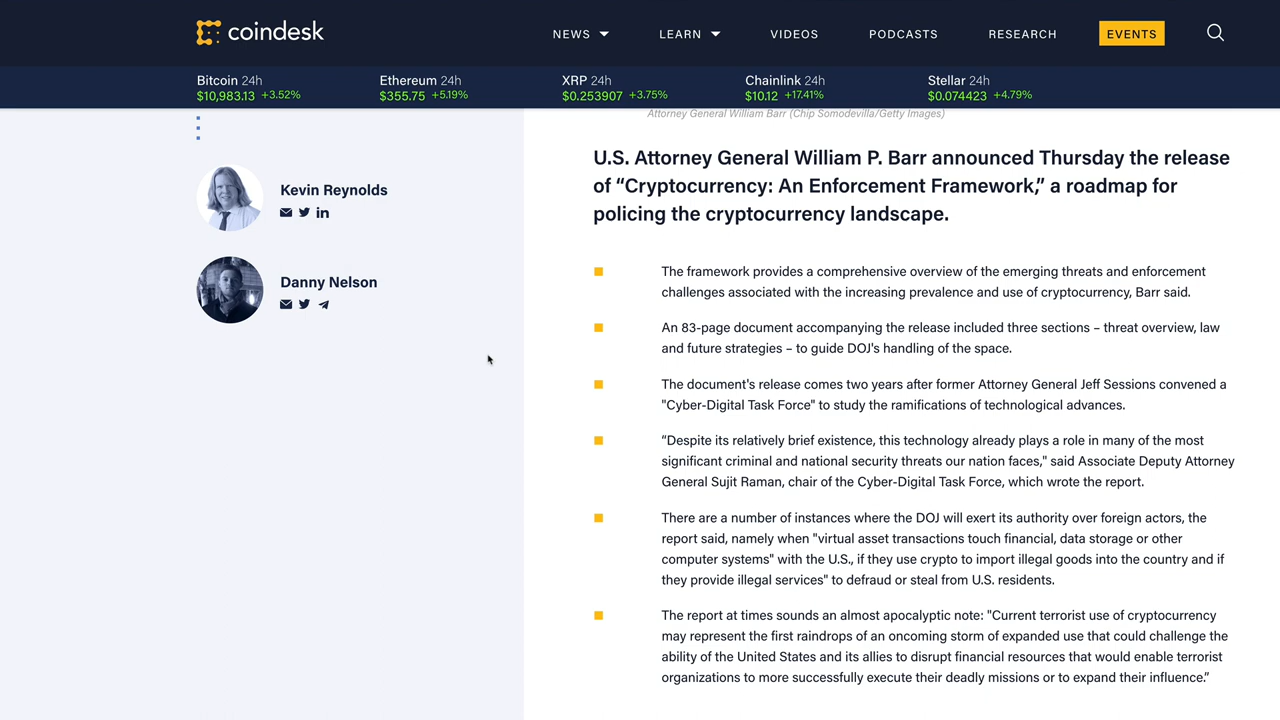 coindesk
NEWS
LEARN
VIDEOS
PODCASTS
RESEARCH
EVENTS
Bitcoin 24h
$10,983.13 +3.52%
Ethereum 24h
$355.75 +5.19%
XRP 24h
$0.253907 +3.75%
Chainlink 24h
$10.12 +17.41%
Stellar 24h
$0.074423 +4.79%
Attorney General William Barr (Chip Somodevilla/Getty Images)
Kevin Reynolds
in
Danny Nelson
U.S. Attorney General William P. Barr announced Thursday the release
of “Cryptocurrency: An Enforcement Framework,” a roadmap for
policing the cryptocurrency landscape.
The framework provides a comprehensive overview of the emerging threats and enforcement
challenges associated with the increasing prevalence and use of cryptocurrency, Barr said.
An 83-page document accompanying the release included three sections – threat overview, law
and future strategies – to guide DOJ's handling of the space.
The document's release comes two years after former Attorney General Jeff Sessions convened a
"Cyber-Digital Task Force" to study the ramifications of technological advances.
“Despite its relatively brief existence, this technology already plays a role in many of the most
significant criminal and national security threats our nation faces," said Associate Deputy Attorney
General Sujit Raman, chair of the Cyber-Digital Task Force, which wrote the report.
There are a number of instances where the DOJ will exert its authority over foreign actors, the
report said, namely when "virtual asset transactions touch financial, data storage or other
computer systems" with the U.S., if they use crypto to import illegal goods into the country and if
they provide illegal services" to defraud or steal from U.S. residents.
The report at times sounds an almost apocalyptic note: "Current terrorist use of cryptocurrency
may represent the first raindrops of an oncoming storm of expanded use that could challenge the
ability of the United States and its allies to disrupt financial resources that would enable terrorist
organizations to more successfully execute their deadly missions or to expand their influence.”